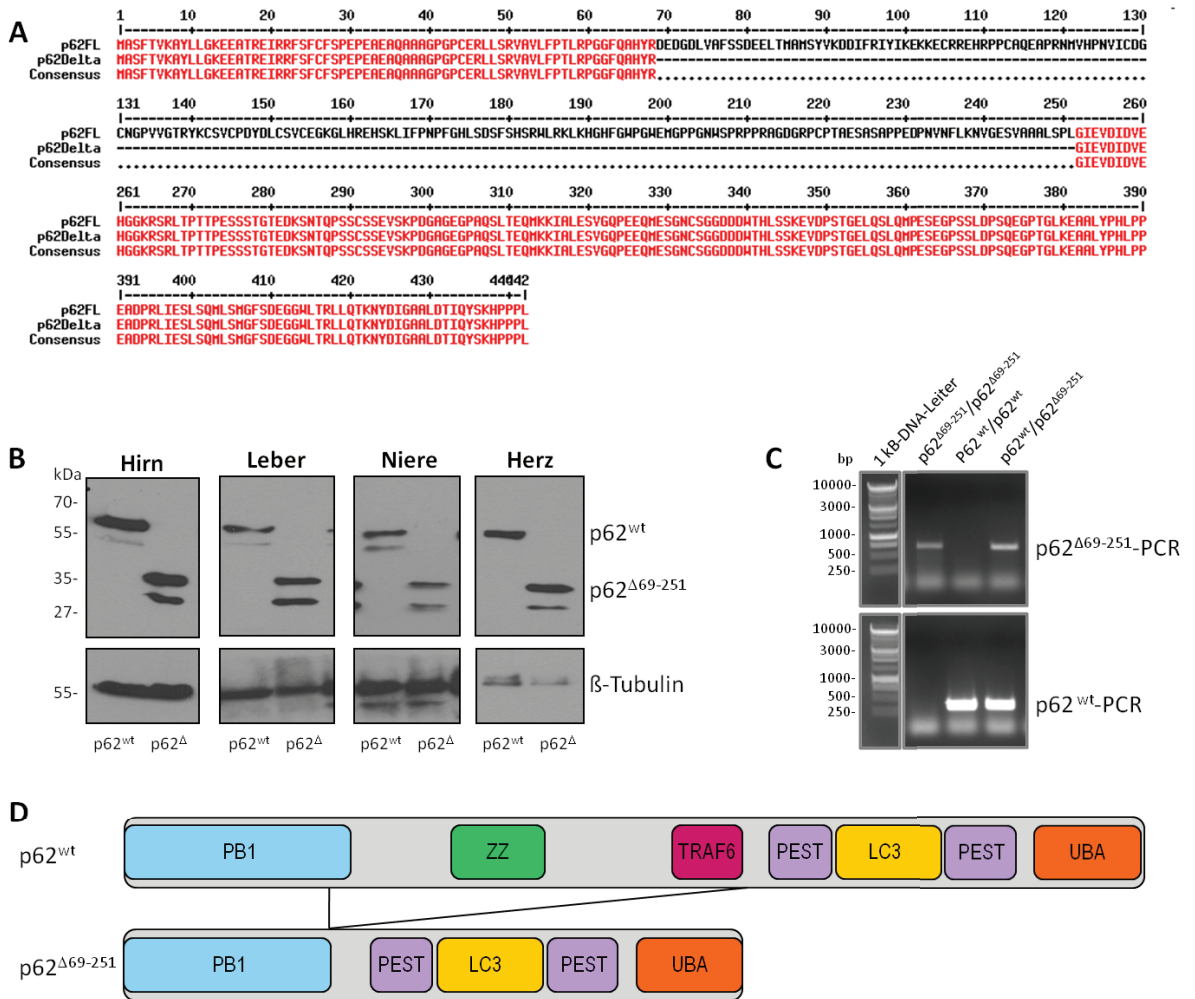 A
1 10 20 30 40 50 60 70 80 90 100 110 120 130
p62FL MASFTVKAYLLGKEEATREIRRFSFCFSPEPEAEAQAAAGPGPCERLLSRVAVLFPTLRPGGFQAHYRDEDGDLVAFSSDEELTMAMSYVKDDIFRIYIKEKKECRREHRPPCAQEAPRNMVHPNVICDG
p62Delta MASFTVKAYLLGKEEATREIRRFSFCFSPEPEAEAQAAAGPGPCERLLSRVAVLFPTLRPGGFQAHYR--------------------------------------------------------------
Consensus MASFTVKAYLLGKEEATREIRRFSFCFSPEPEAEAQAAAGPGPCERLLSRVAVLFPTLRPGGFQAHYR..............................................................
131 140 150 160 170 180 190 200 210 220 230 240 250 260
p62FL CNGPVVGTRYKCSVCPDYDLCSVCEGKGLHREHSKLIFPNPFGHLSDSFSHSRWLRKLKHGHFGWPGWEMGPPGNWSPRPPRAGDGRPCPTAESASAPPEDPNVNFLKNVGESVAAALSPLGIEVDIDVE
p62Delta -------------------------------------------------------------------------------------------------------------------------GIEVDIDVE
Consensus .........................................................................................................................GIEVDIDVE
261 270 280 290 300 310 320 330 340 350 360 370 380 390
p62FL HGGKRSRLTPTTPESSSTGTEDKSNTQPSSCSSEVSKPDGAGEGPAQSLTEQMKKIALESVGQPEEQMESGNCSGGDDDWTHLSSKEVDPSTGELQSLQMPESEGPSSLDPSQEGPTGLKEAALYPHLPP
p62Delta HGGKRSRLTPTTPESSSTGTEDKSNTQPSSCSSEVSKPDGAGEGPAQSLTEQMKKIALESVGQPEEQMESGNCSGGDDDWTHLSSKEVDPSTGELQSLQMPESEGPSSLDPSQEGPTGLKEAALYPHLPP
Consensus HGGKRSRLTPTTPESSSTGTEDKSNTQPSSCSSEVSKPDGAGEGPAQSLTEQMKKIALESVGQPEEQMESGNCSGGDDDWTHLSSKEVDPSTGELQSLQMPESEGPSSLDPSQEGPTGLKEAALYPHLPP
391 400 410 420 430 440442
p62FL EADPRLIESLSQMLSMGFSDEGGWLTRLLQTKNYDIGAALDTIQYSKHPPPL
p62Delta EADPRLIESLSQMLSMGFSDEGGWLTRLLQTKNYDIGAALDTIQYSKHPPPL
Consensus EADPRLIESLSQMLSMGFSDEGGWLTRLLQTKNYDIGAALDTIQYSKHPPPL
B
Hirn Leber Niere Herz
kDa
70-
55-
35-
27-
p62wt
p62Δ69-251
55-
ß-Tubulin
p62wt p62Δ p62wt p62Δ p62wt p62Δ p62wt p62Δ
C
1 kB-DNA-Leiter
p62Δ69-251/p62Δ69-251
P62wt/p62wt
p62wt/p62Δ69-251
bp
10000-
3000-
1000-
500-
250-
p62Δ69-251-PCR
10000-
3000-
1000-
500-
250-
p62wt-PCR
D
p62wt PB1 ZZ TRAF6 PEST LC3 PEST UBA
p62Δ69-251 PB1 PEST LC3 PEST UBA